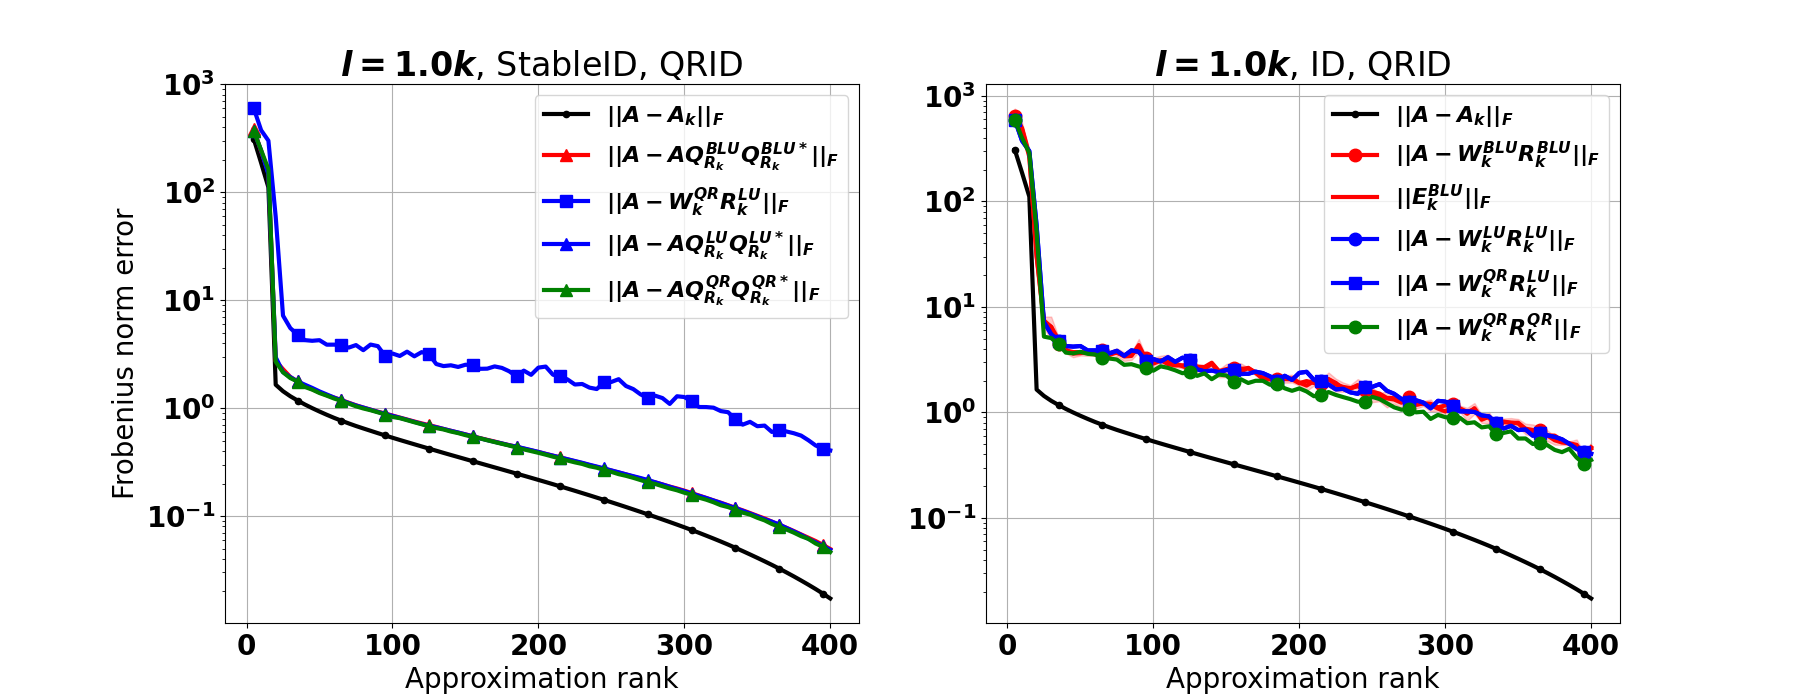 l = 1.0k, StableID, QRID
10³
10²
10¹
10⁰
10⁻¹
Frobenius norm error
||A − A_k||_F
||A − AQ_{R_k}^{BLU}Q_{R_k}^{BLU*}||_F
||A − W_k^{QR}R_k^{LU}||_F
||A − AQ_{R_k}^{LU}Q_{R_k}^{LU*}||_F
||A − AQ_{R_k}^{QR}Q_{R_k}^{QR*}||_F
0 100 200 300 400
Approximation rank
l = 1.0k, ID, QRID
10³
10²
10¹
10⁰
10⁻¹
||A − A_k||_F
||A − W_k^{BLU}R_k^{BLU}||_F
||E_k^{BLU}||_F
||A − W_k^{LU}R_k^{LU}||_F
||A − W_k^{QR}R_k^{LU}||_F
||A − W_k^{QR}R_k^{QR}||_F
0 100 200 300 400
Approximation rank